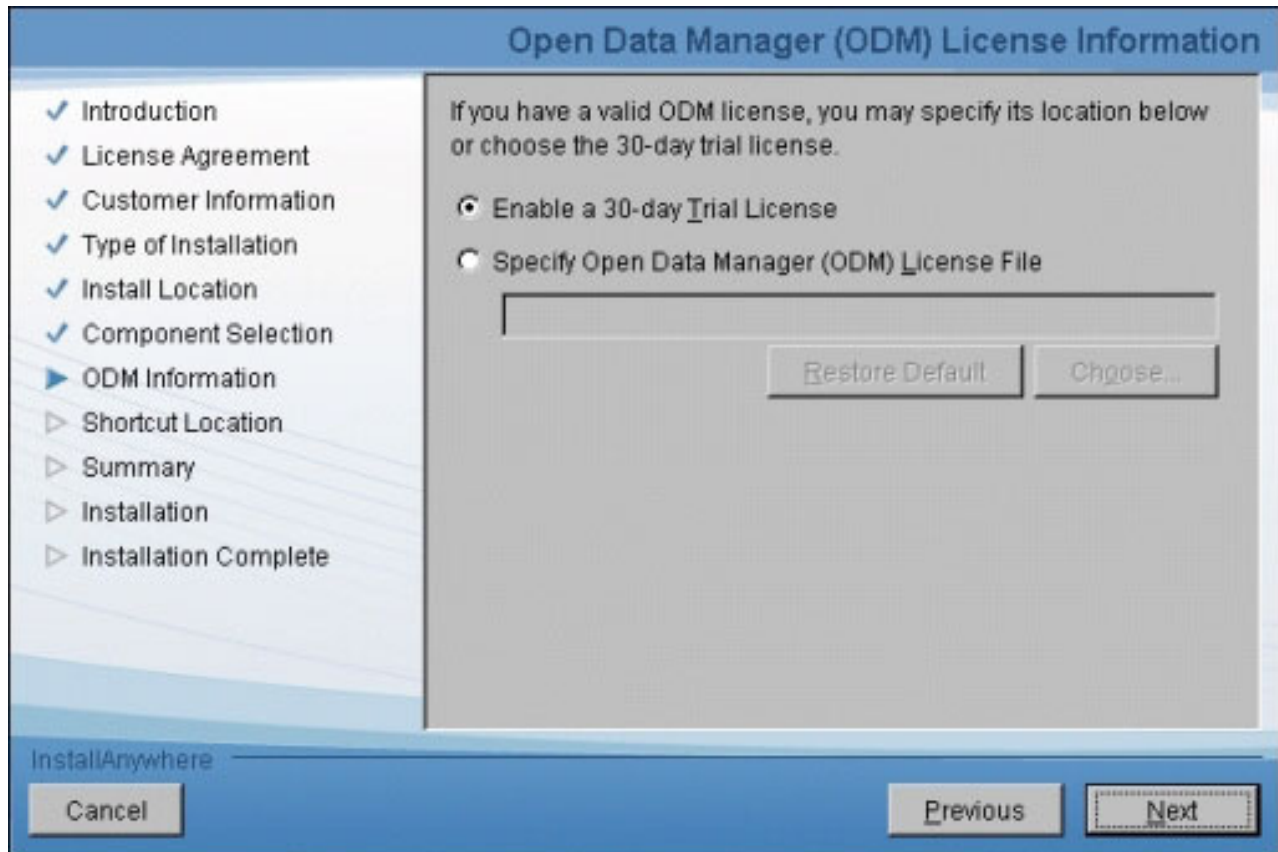 Open Data Manager (ODM) License Information
Introduction
License Agreement
Customer Information
Type of Installation
Install Location
Component Selection
ODM Information
Shortcut Location
Summary
Installation
Installation Complete
If you have a valid ODM license, you may specify its location below
or choose the 30-day trial license.
Enable a 30-day Trial License
Specify Open Data Manager (ODM) License File
Restore Default
Choose...
InstallAnywhere
Cancel
Previous
Next